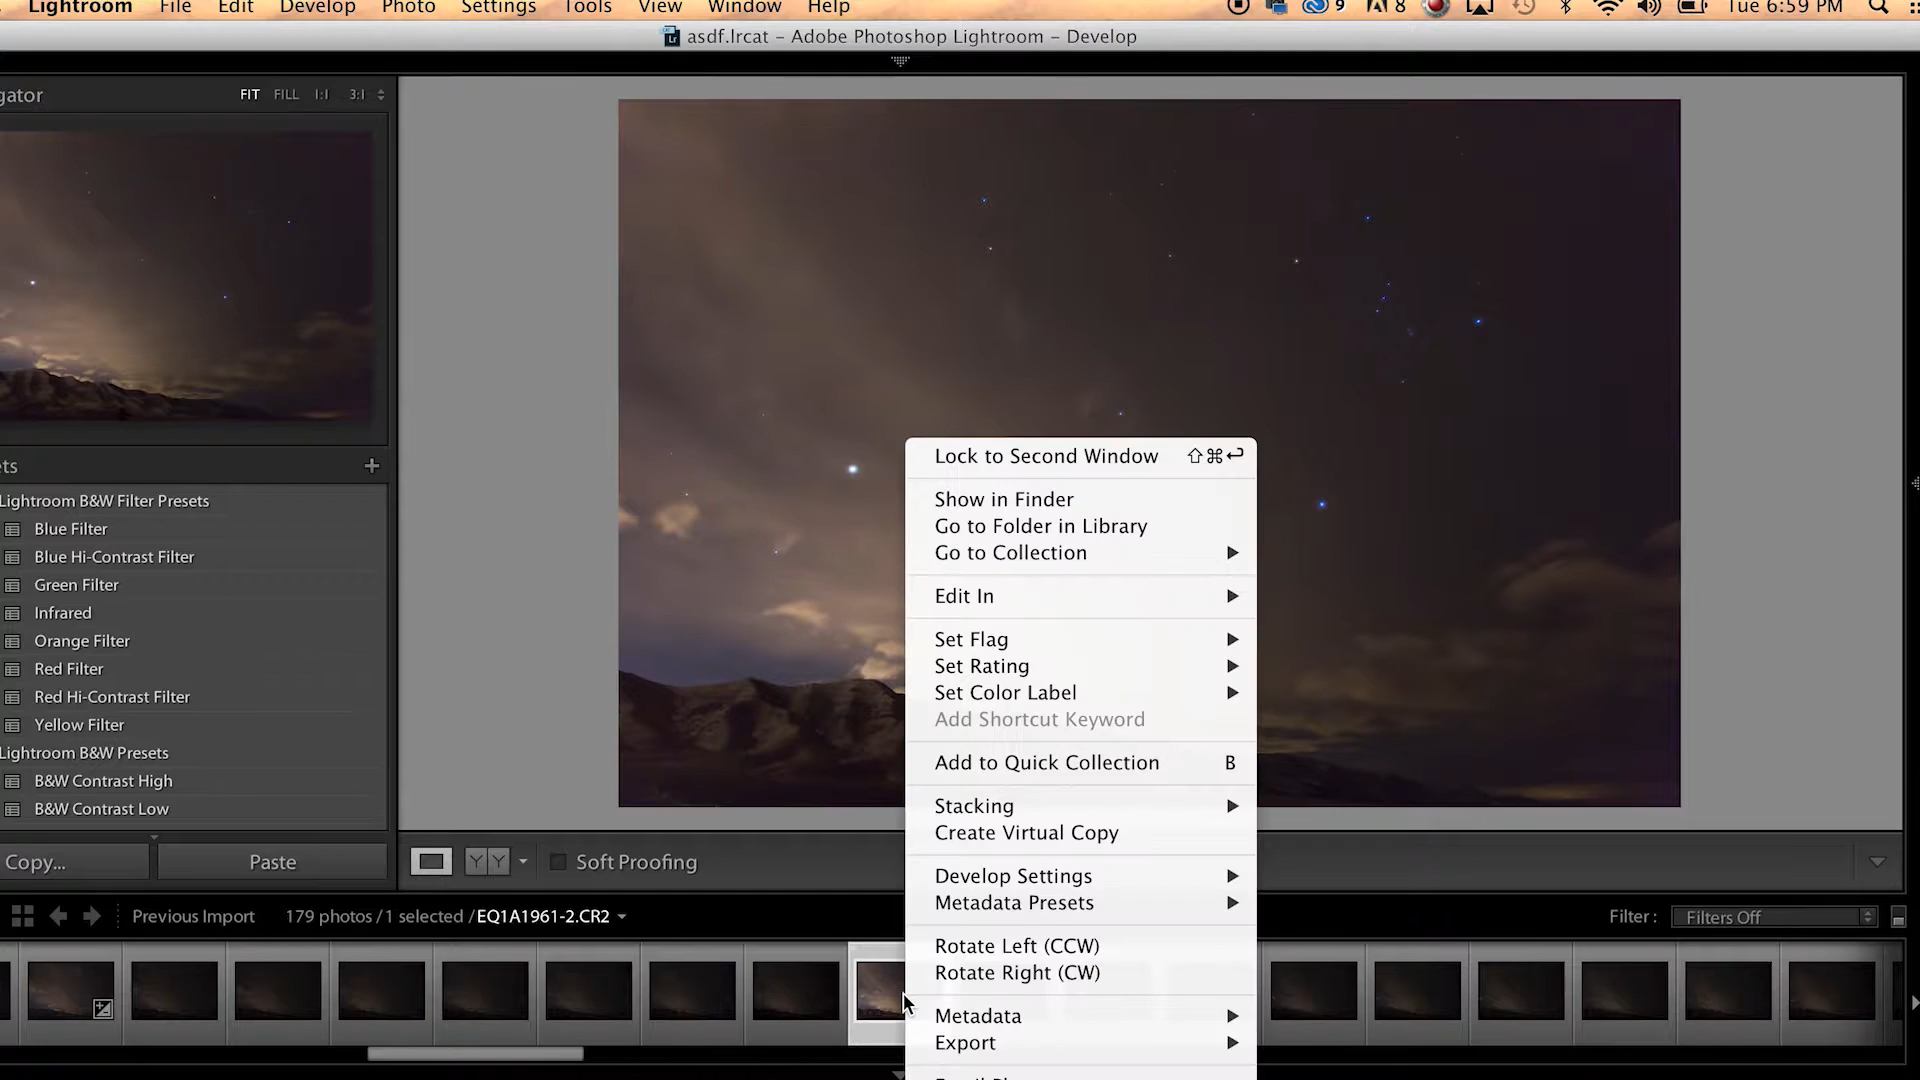 Lightroom File Edit Develop Photo Settings Tools View Window Help 9 8 Tue 6:59 PM
asdf.lrcat – Adobe Photoshop Lightroom – Develop
gator FIT FILL 1:1 3:1
ets
Lightroom B&W Filter Presets
Blue Filter
Blue Hi-Contrast Filter
Green Filter
Infrared
Orange Filter
Red Filter
Red Hi-Contrast Filter
Yellow Filter
Lightroom B&W Presets
B&W Contrast High
B&W Contrast Low
Copy... Paste
Y Y Soft Proofing
Lock to Second Window ⇧⌘↩
Show in Finder
Go to Folder in Library
Go to Collection
Edit In
Set Flag
Set Rating
Set Color Label
Add Shortcut Keyword
Add to Quick Collection B
Stacking
Create Virtual Copy
Develop Settings
Metadata Presets
Rotate Left (CCW)
Rotate Right (CW)
Metadata
Export
Previous Import 179 photos / 1 selected / EQ1A1961-2.CR2 Filter : Filters Off